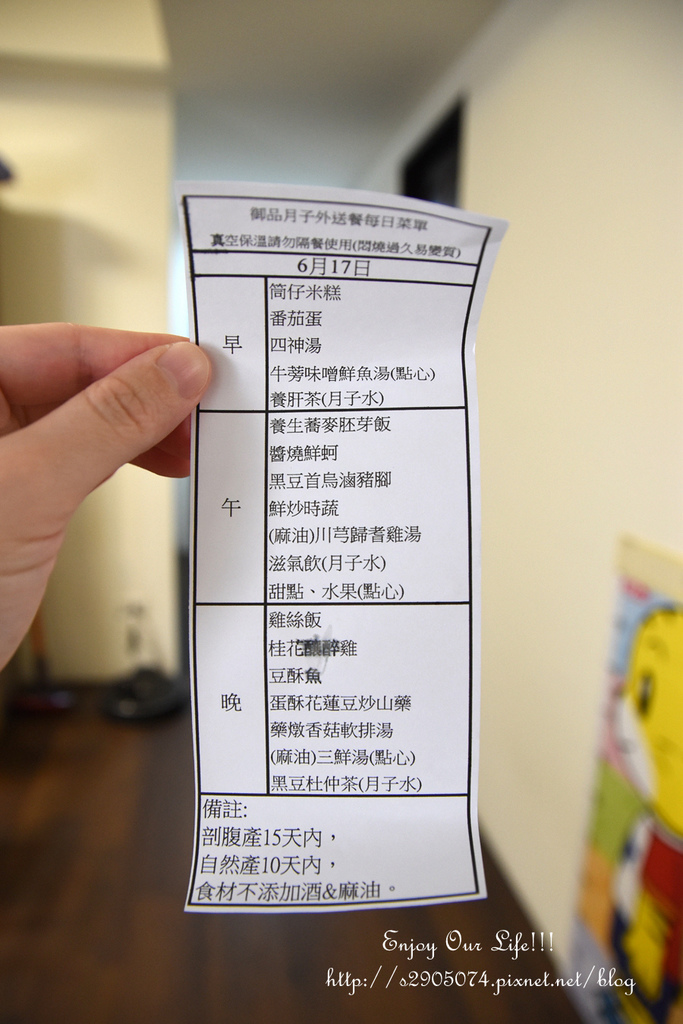 御品月子外送餐每日菜單
真空保溫請勿隔餐使用(悶燒過久易變質)
6月17日
早
筒仔米糕
番茄蛋
四神湯
牛蒡味噌鮮魚湯(點心)
養肝茶(月子水)
午
養生蕎麥胚芽飯
醬燒鮮蚵
黑豆首烏滷豬腳
鮮炒時蔬
(麻油)川芎歸耆雞湯
滋氣飲(月子水)
甜點、水果(點心)
晚
雞絲飯
桂花釀醉雞
豆酥魚
蛋酥花蓮豆炒山藥
藥燉香菇軟排湯
(麻油)三鮮湯(點心)
黑豆杜仲茶(月子水)
備註:
剖腹產15天內，
自然產10天內，
食材不添加酒&麻油。
Enjoy Our Life!!!
http://s2905074.pixnet.net/blog